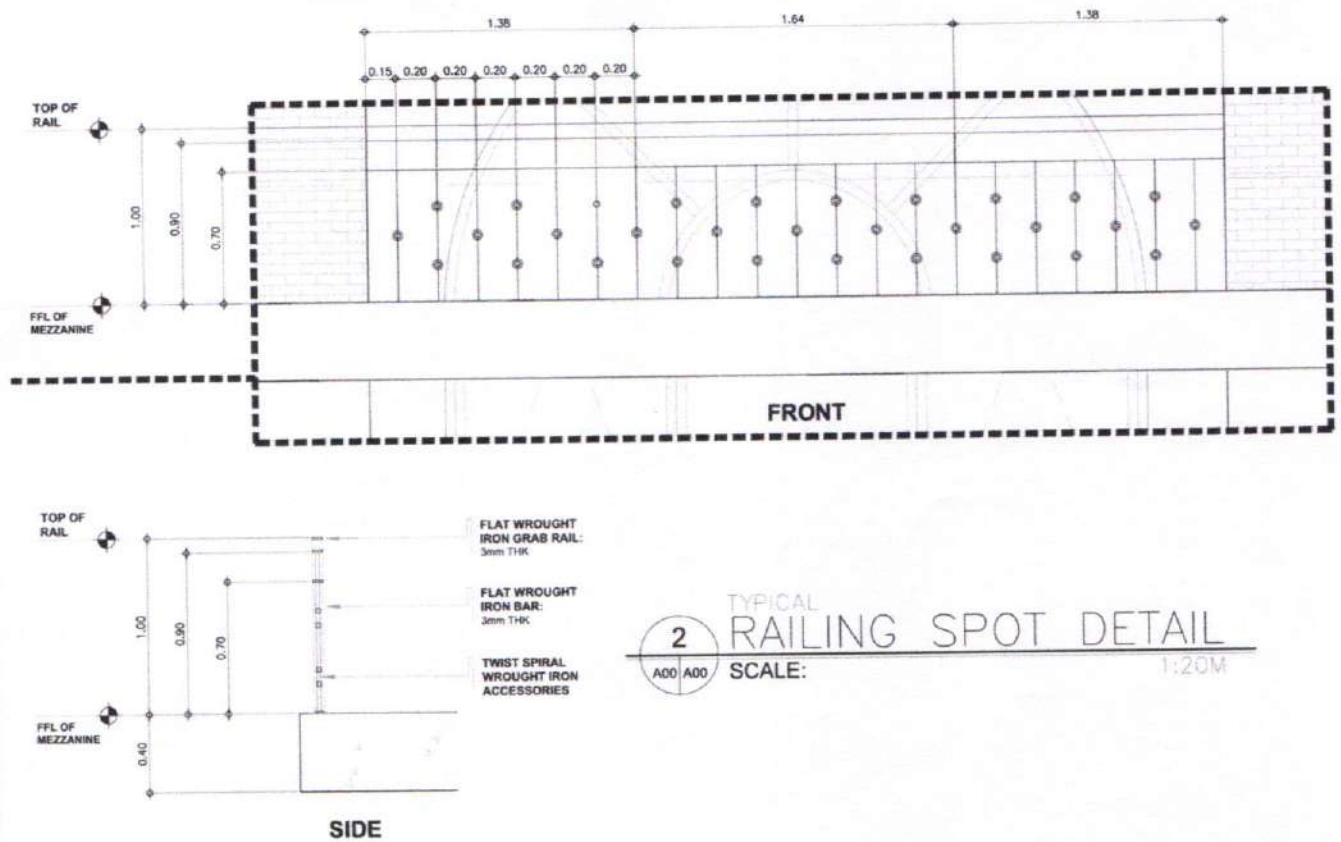 1.38
1.64
1.38
0.15 0.20 0.20 0.20 0.20 0.20 0.20
TOP OF
RAIL
1.00
0.90
0.70
FFL OF
MEZZANINE
FRONT
TOP OF
RAIL
FLAT WROUGHT
IRON GRAB RAIL:
3mm THK
FLAT WROUGHT
IRON BAR:
3mm THK
TWIST SPIRAL
WROUGHT IRON
ACCESSORIES
1.00
0.90
0.70
FFL OF
MEZZANINE
0.40
SIDE
2
A00 A00
TYPICAL
RAILING SPOT DETAIL
SCALE:
1:20M